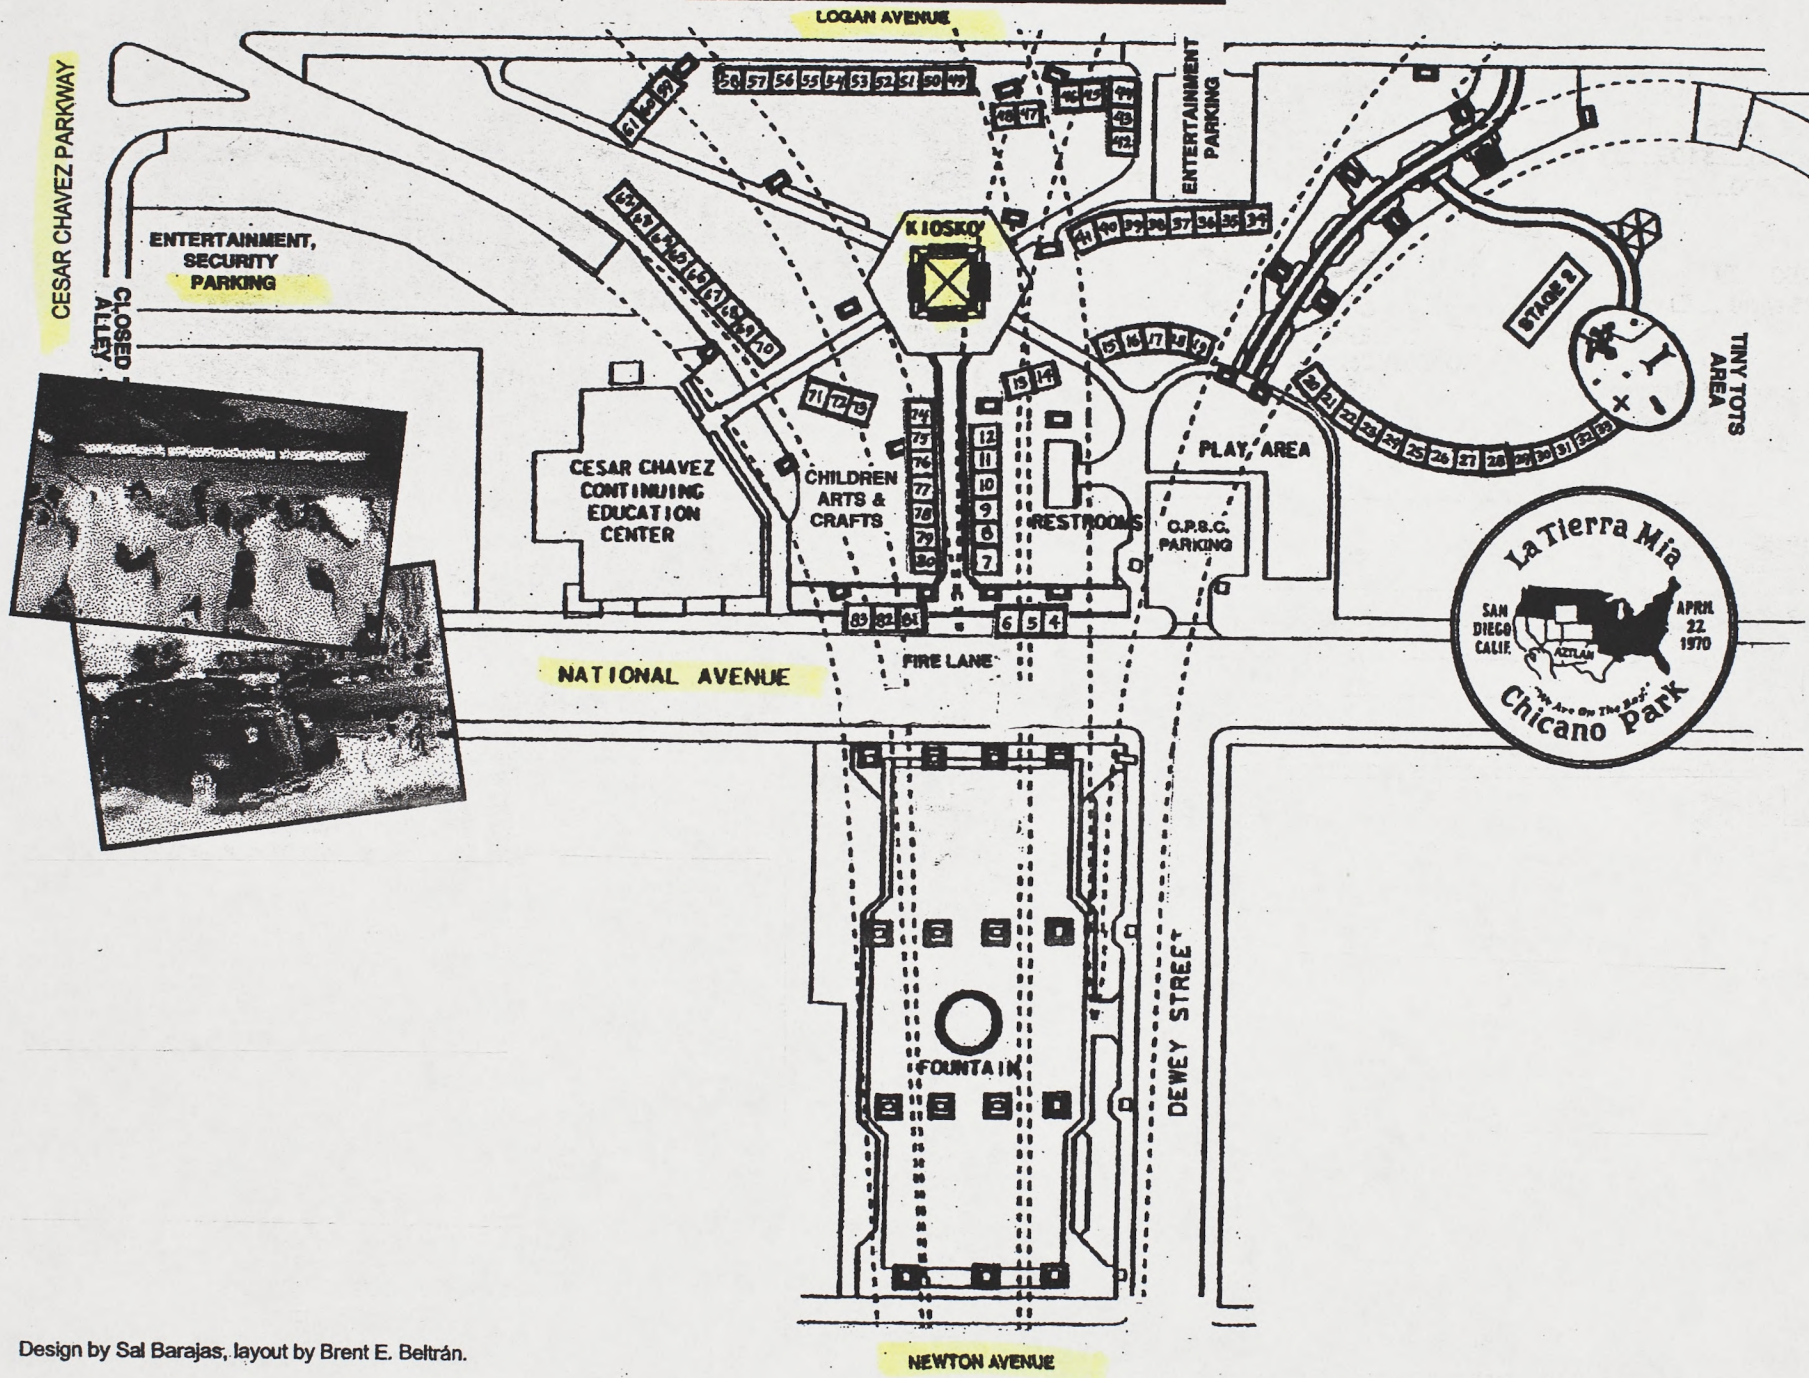 LOGAN AVENUE
CESAR CHAVEZ PARKWAY
ENTERTAINMENT
PARKING
58 57 56 55 54 53 52 51 50 49
61 60 59
48 47
46 45
41 40 39 38 37 36 35 34
KIOSKO
ENTERTAINMENT,
SECURITY
PARKING
CLOSED
ALLEY
70
STAGE 2
TINY TOTS
AREA
15 16 17 18 19
13 14
71 72 73
20 21 22 23 24 25 26 27 28 29 30 31 32 33
PLAY AREA
74
75
76
77
78
79
80
12
11
10
9
8
7
CESAR CHAVEZ
CONTINUING
EDUCATION
CENTER
CHILDREN
ARTS &
CRAFTS
RESTROOMS
C.P.S.C.
PARKING
83 82 81
6 5 4
FIRE LANE
NATIONAL AVENUE
La Tierra Mia
SAN
DIEGO
CALIF.
APRIL
22
1970
AZTLAN
Chicano Park
DEWEY STREET
FOUNTAIN
Design by Sal Barajas, layout by Brent E. Beltrán.
NEWTON AVENUE